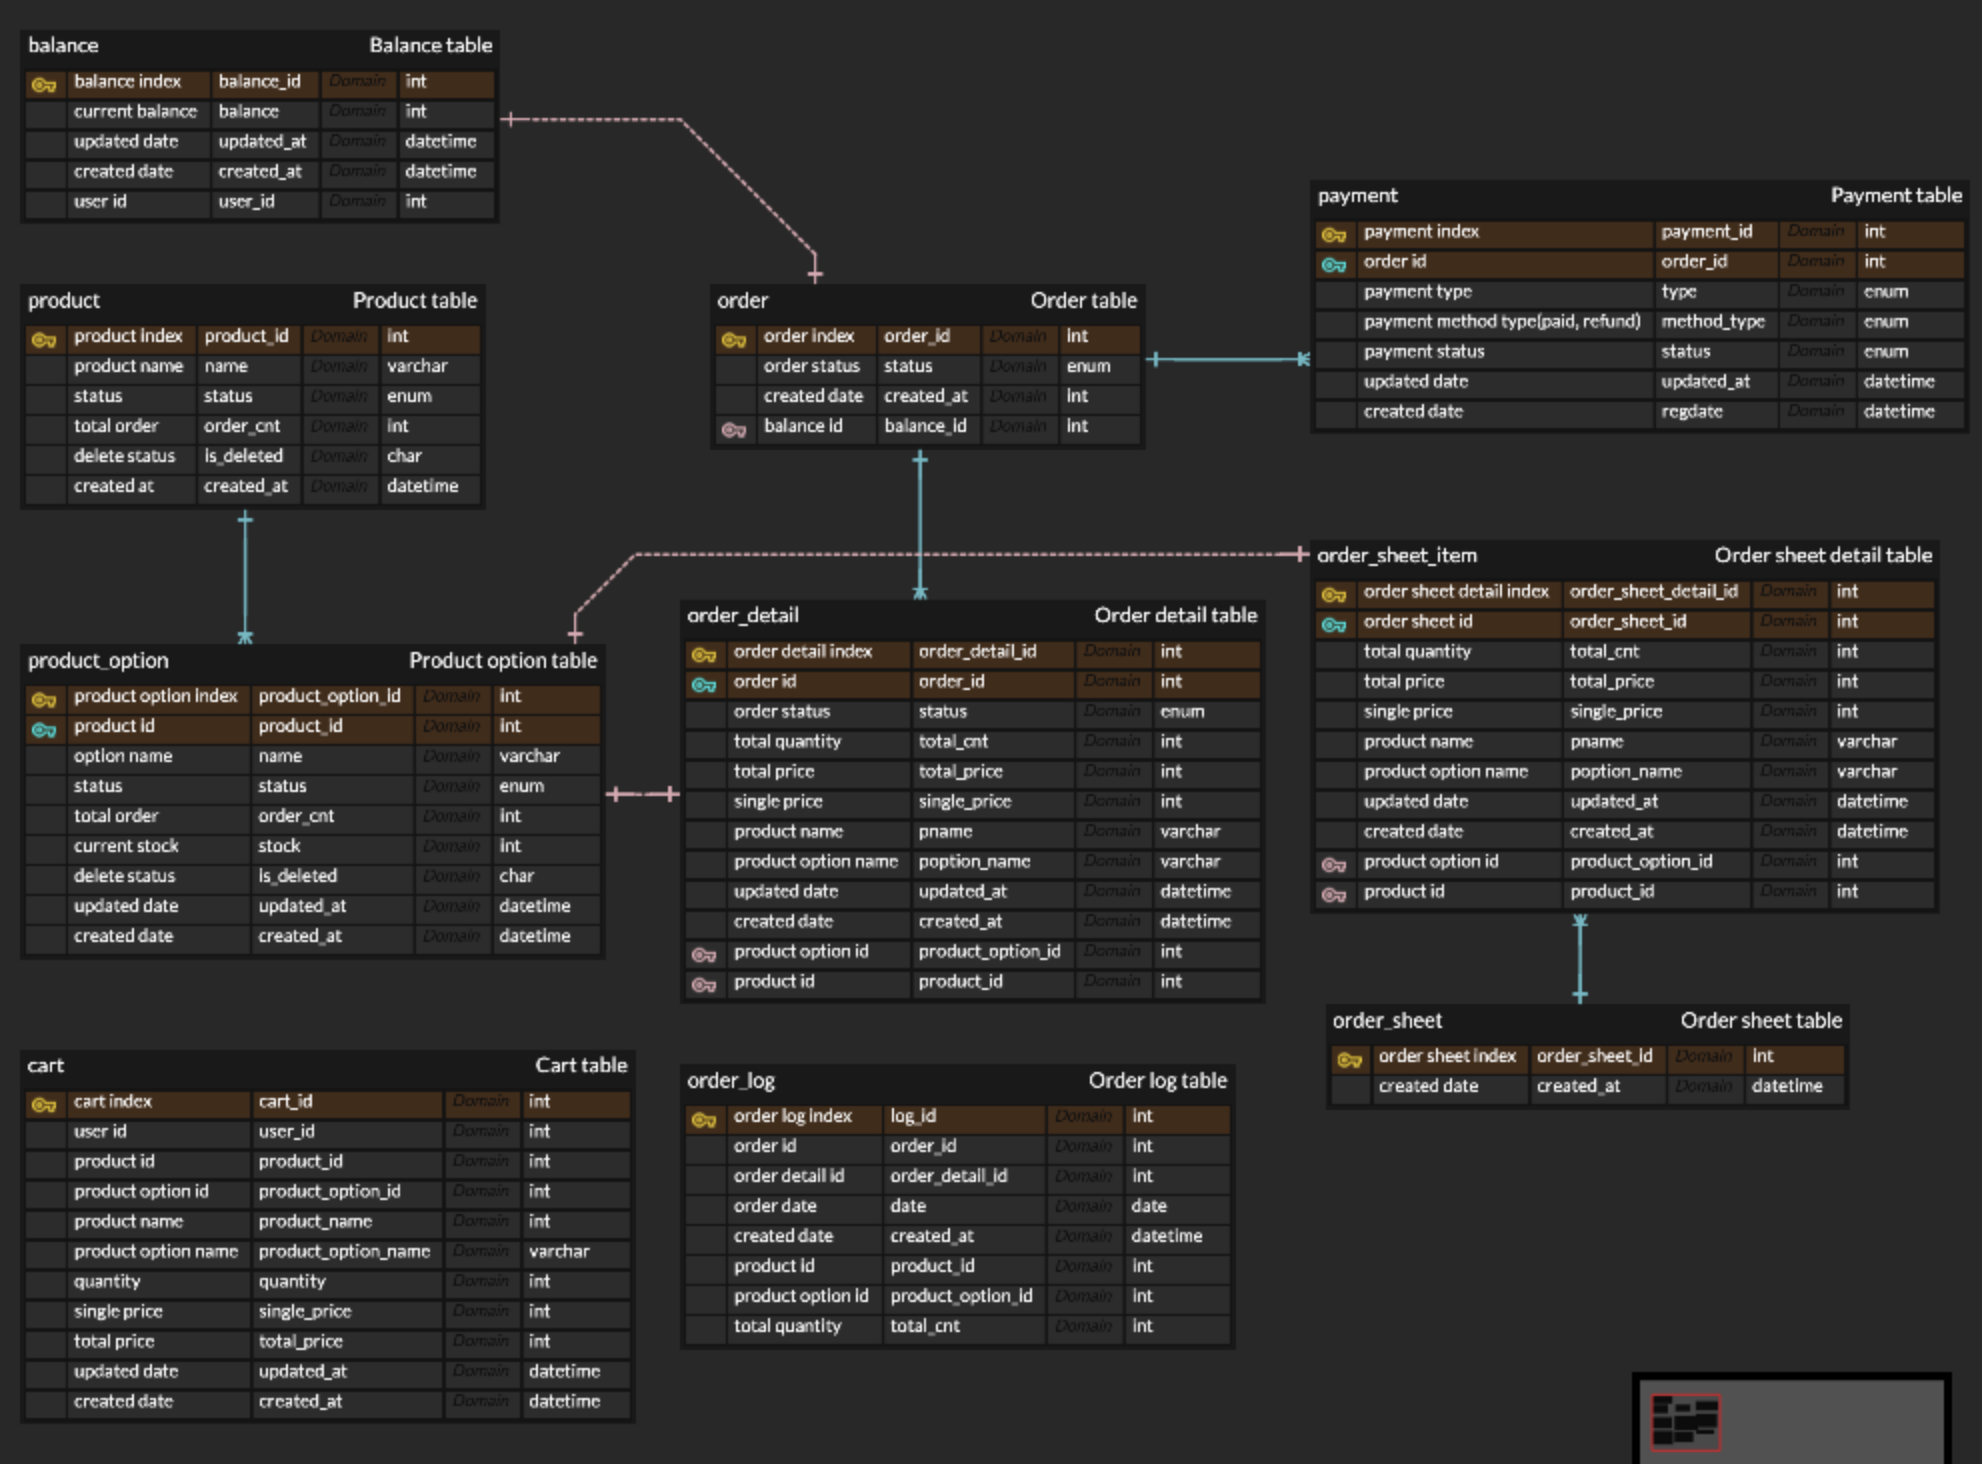 balance Balance table
balance index balance_id Domain int
current balance balance Domain int
updated date updated_at Domain datetime
created date created_at Domain datetime
user id user_id Domain int
payment Payment table
payment index payment_id Domain int
order id order_id Domain int
payment type type Domain enum
payment method type(paid, refund) method_type Domain enum
payment status status Domain enum
updated date updated_at Domain datetime
created date regdate Domain datetime
product Product table
product index product_id Domain int
product name name Domain varchar
status status Domain enum
total order order_cnt Domain int
delete status is_deleted Domain char
created at created_at Domain datetime
order Order table
order index order_id Domain int
order status status Domain enum
created date created_at Domain int
balance id balance_id Domain int
order_sheet_item Order sheet detail table
order sheet detail index order_sheet_detail_id Domain int
order sheet id order_sheet_id Domain int
total quantity total_cnt Domain int
total price total_price Domain int
single price single_price Domain int
product name pname Domain varchar
product option name poption_name Domain varchar
updated date updated_at Domain datetime
created date created_at Domain datetime
product option id product_option_id Domain int
product id product_id Domain int
product_option Product option table
product option index product_option_id Domain int
product id product_id Domain int
option name name Domain varchar
status status Domain enum
total order order_cnt Domain int
current stock stock Domain int
delete status is_deleted Domain char
updated date updated_at Domain datetime
created date created_at Domain datetime
order_detail Order detail table
order detail index order_detail_id Domain int
order id order_id Domain int
order status status Domain enum
total quantity total_cnt Domain int
total price total_price Domain int
single price single_price Domain int
product name pname Domain varchar
product option name poption_name Domain varchar
updated date updated_at Domain datetime
created date created_at Domain datetime
product option id product_option_id Domain int
product id product_id Domain int
order_sheet Order sheet table
order sheet index order_sheet_id Domain int
created date created_at Domain datetime
cart Cart table
cart index cart_id Domain int
user id user_id Domain int
product id product_id Domain int
product option id product_option_id Domain int
product name product_name Domain int
product option name product_option_name Domain varchar
quantity quantity Domain int
single price single_price Domain int
total price total_price Domain int
updated date updated_at Domain datetime
created date created_at Domain datetime
order_log Order log table
order log index log_id Domain int
order id order_id Domain int
order detail id order_detail_id Domain int
order date date Domain date
created date created_at Domain datetime
product id product_id Domain int
product option id product_option_id Domain int
total quantity total_cnt Domain int